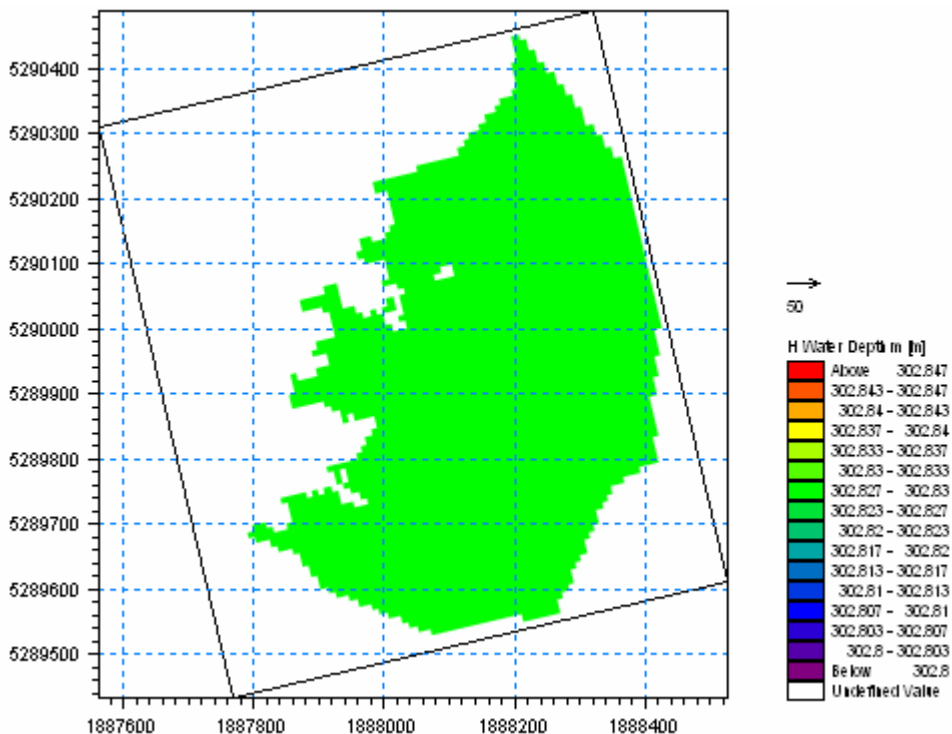 5290400
5290300
5290200
5290100
5290000
5289900
5289800
5289700
5289600
5289500
1887600 1887800 1888000 1888200 1888400
50
H Water Depth m [m]
Above 302.847
302.843 - 302.847
302.84 - 302.843
302.837 - 302.84
302.833 - 302.837
302.83 - 302.833
302.827 - 302.83
302.823 - 302.827
302.82 - 302.823
302.817 - 302.82
302.813 - 302.817
302.81 - 302.813
302.807 - 302.81
302.803 - 302.807
302.8 - 302.803
Below 302.8
Undefined Value